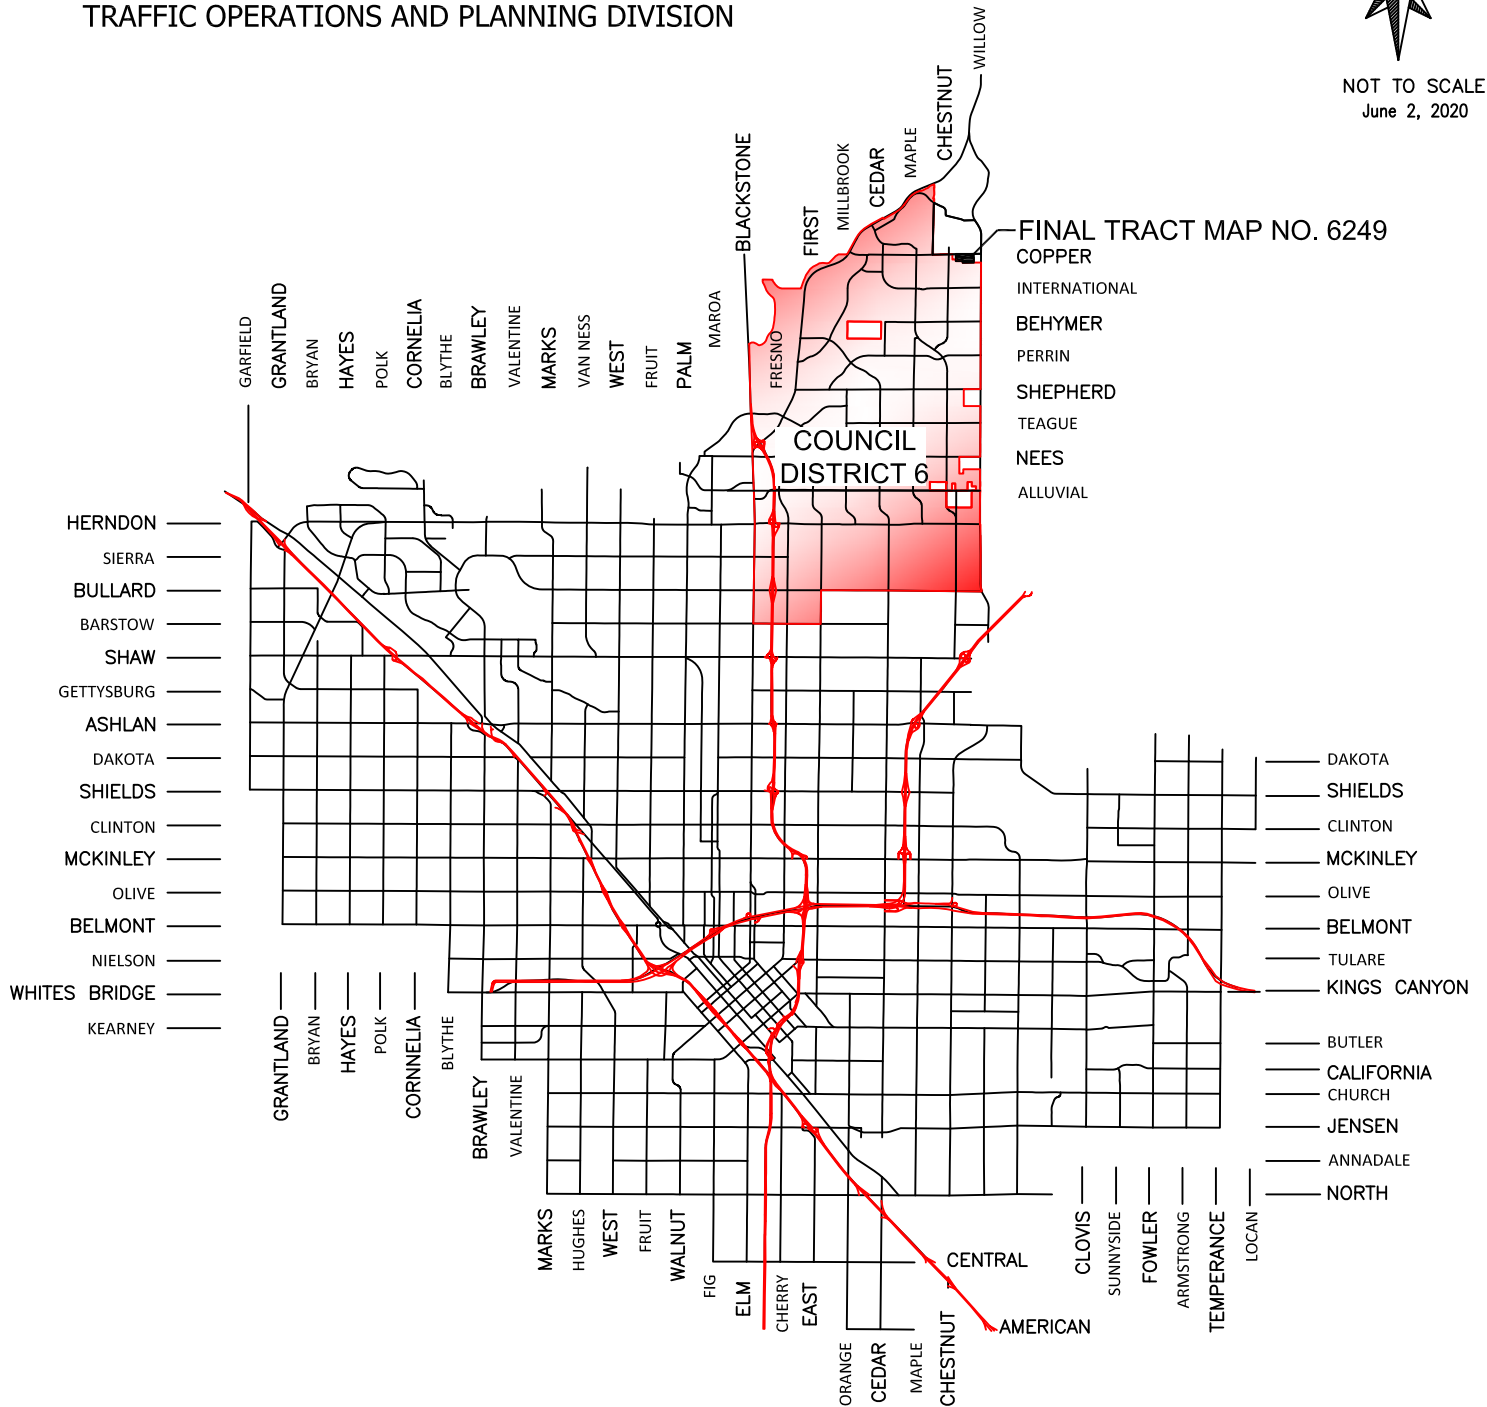 TRAFFIC OPERATIONS AND PLANNING DIVISION
NOT TO SCALE
June 2, 2020
WILLOW
CHESTNUT
MAPLE
CEDAR
MILLBROOK
FIRST
BLACKSTONE
FINAL TRACT MAP NO. 6249
COPPER
INTERNATIONAL
BEHYMER
PERRIN
SHEPHERD
TEAGUE
NEES
ALLUVIAL
GARFIELD
GRANTLAND
BRYAN
HAYES
POLK
CORNELIA
BLYTHE
BRAWLEY
VALENTINE
MARKS
VAN NESS
WEST
FRUIT
PALM
MAROA
FRESNO
COUNCIL
DISTRICT 6
HERNDON
SIERRA
BULLARD
BARSTOW
SHAW
GETTYSBURG
ASHLAN
DAKOTA
SHIELDS
CLINTON
MCKINLEY
OLIVE
BELMONT
NIELSON
WHITES BRIDGE
KEARNEY
DAKOTA
SHIELDS
CLINTON
MCKINLEY
OLIVE
BELMONT
TULARE
KINGS CANYON
BUTLER
CALIFORNIA
CHURCH
JENSEN
ANNADALE
NORTH
GRANTLAND
BRYAN
HAYES
POLK
CORNNELIA
BLYTHE
BRAWLEY
VALENTINE
MARKS
HUGHES
WEST
FRUIT
WALNUT
FIG
ELM
CHERRY
EAST
ORANGE
CEDAR
MAPLE
CHESTNUT
CENTRAL
AMERICAN
CLOVIS
SUNNYSIDE
FOWLER
ARMSTRONG
TEMPERANCE
LOCAN